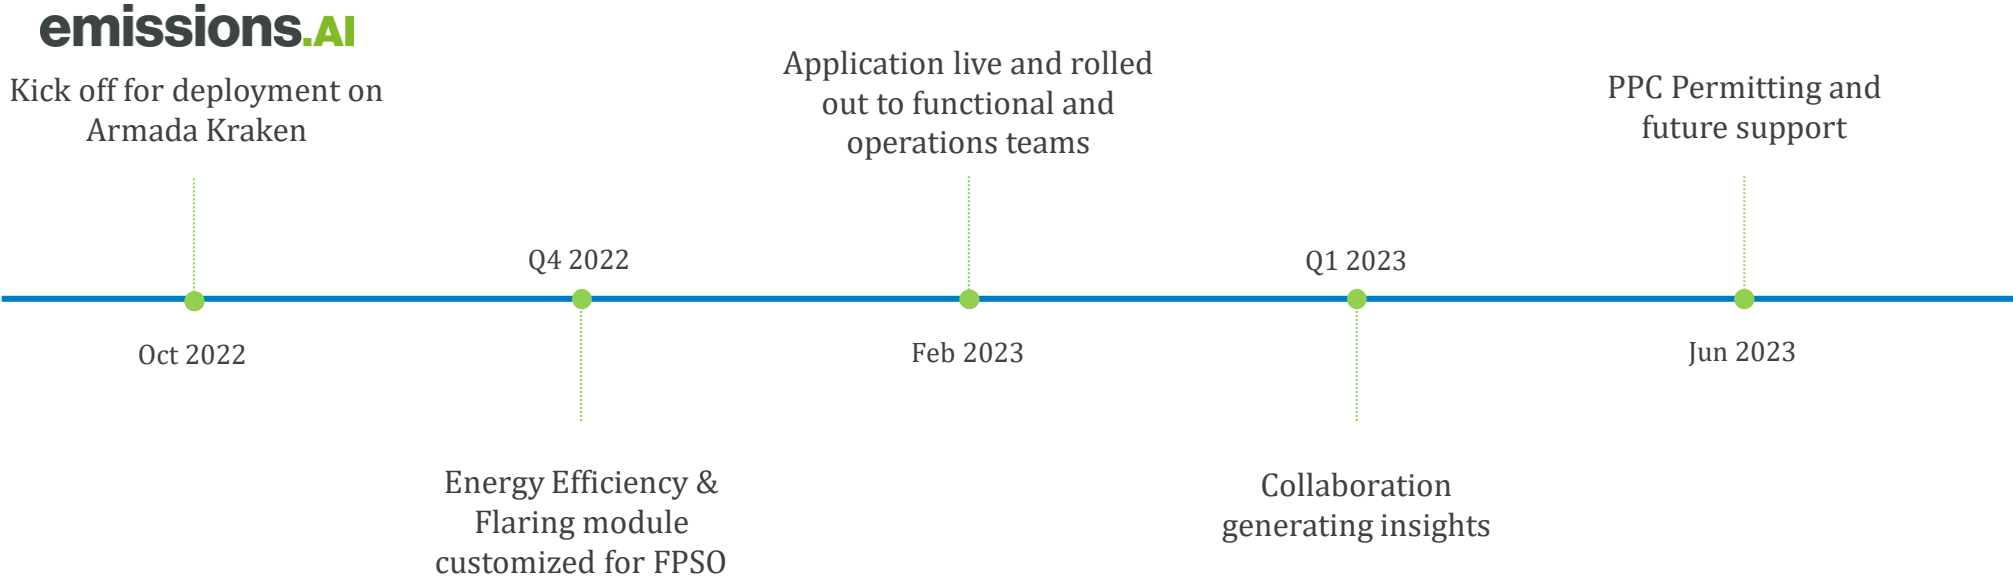 emissions.AI
Kick off for deployment on
Armada Kraken
Oct 2022
Q4 2022
Energy Efficiency &
Flaring module
customized for FPSO
Application live and rolled
out to functional and
operations teams
Feb 2023
Q1 2023
Collaboration
generating insights
PPC Permitting and
future support
Jun 2023